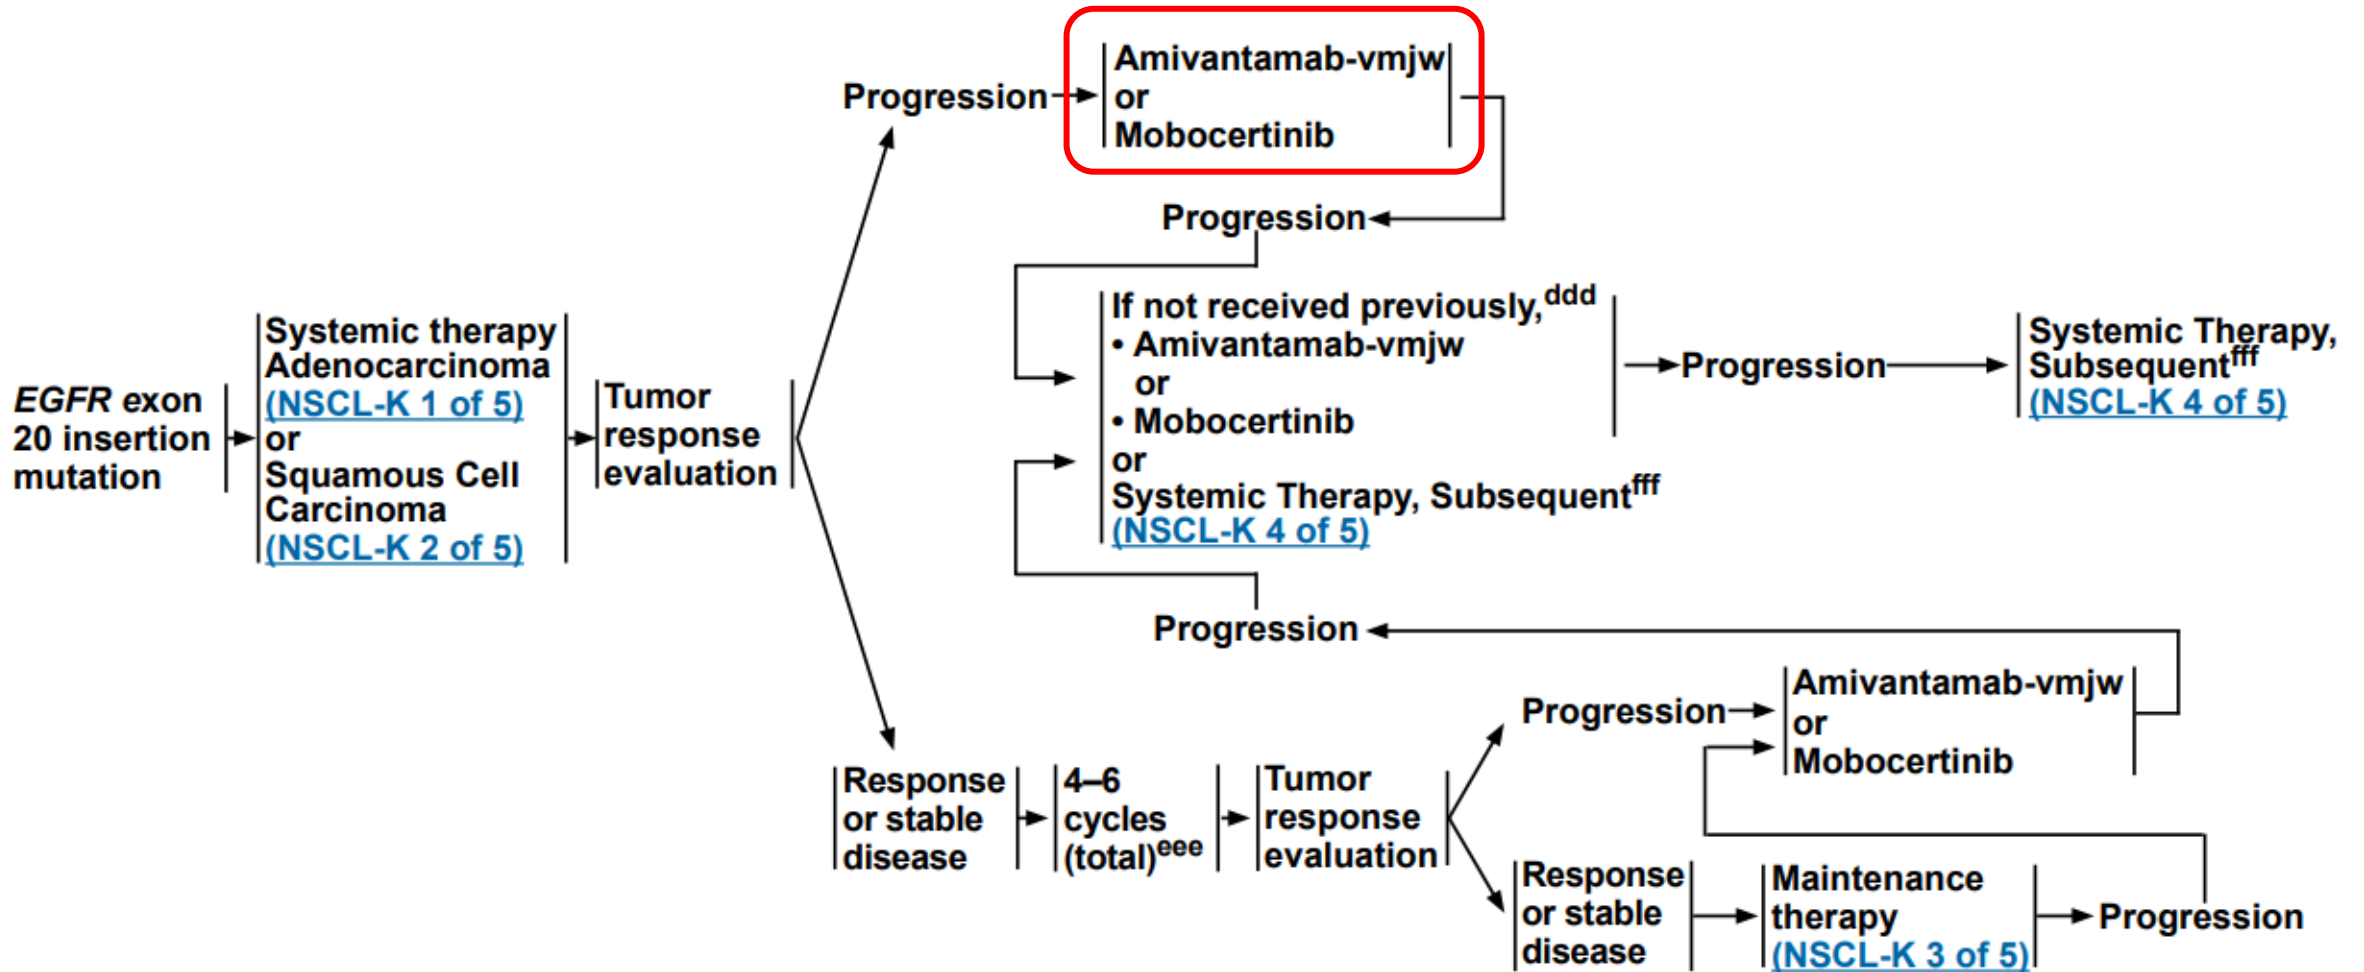 EGFR exon
20 insertion
mutation
Systemic therapy
Adenocarcinoma
(NSCL-K 1 of 5)
or
Squamous Cell
Carcinoma
(NSCL-K 2 of 5)
Tumor
response
evaluation
Progression
Amivantamab-vmjw
or
Mobocertinib
Progression
If not received previously,ddd
• Amivantamab-vmjw
or
• Mobocertinib
or
Systemic Therapy, Subsequentfff
(NSCL-K 4 of 5)
Progression
Systemic Therapy,
Subsequentfff
(NSCL-K 4 of 5)
Progression
Response
or stable
disease
4–6
cycles
(total)eee
Tumor
response
evaluation
Progression
Amivantamab-vmjw
or
Mobocertinib
Response
or stable
disease
Maintenance
therapy
(NSCL-K 3 of 5)
Progression